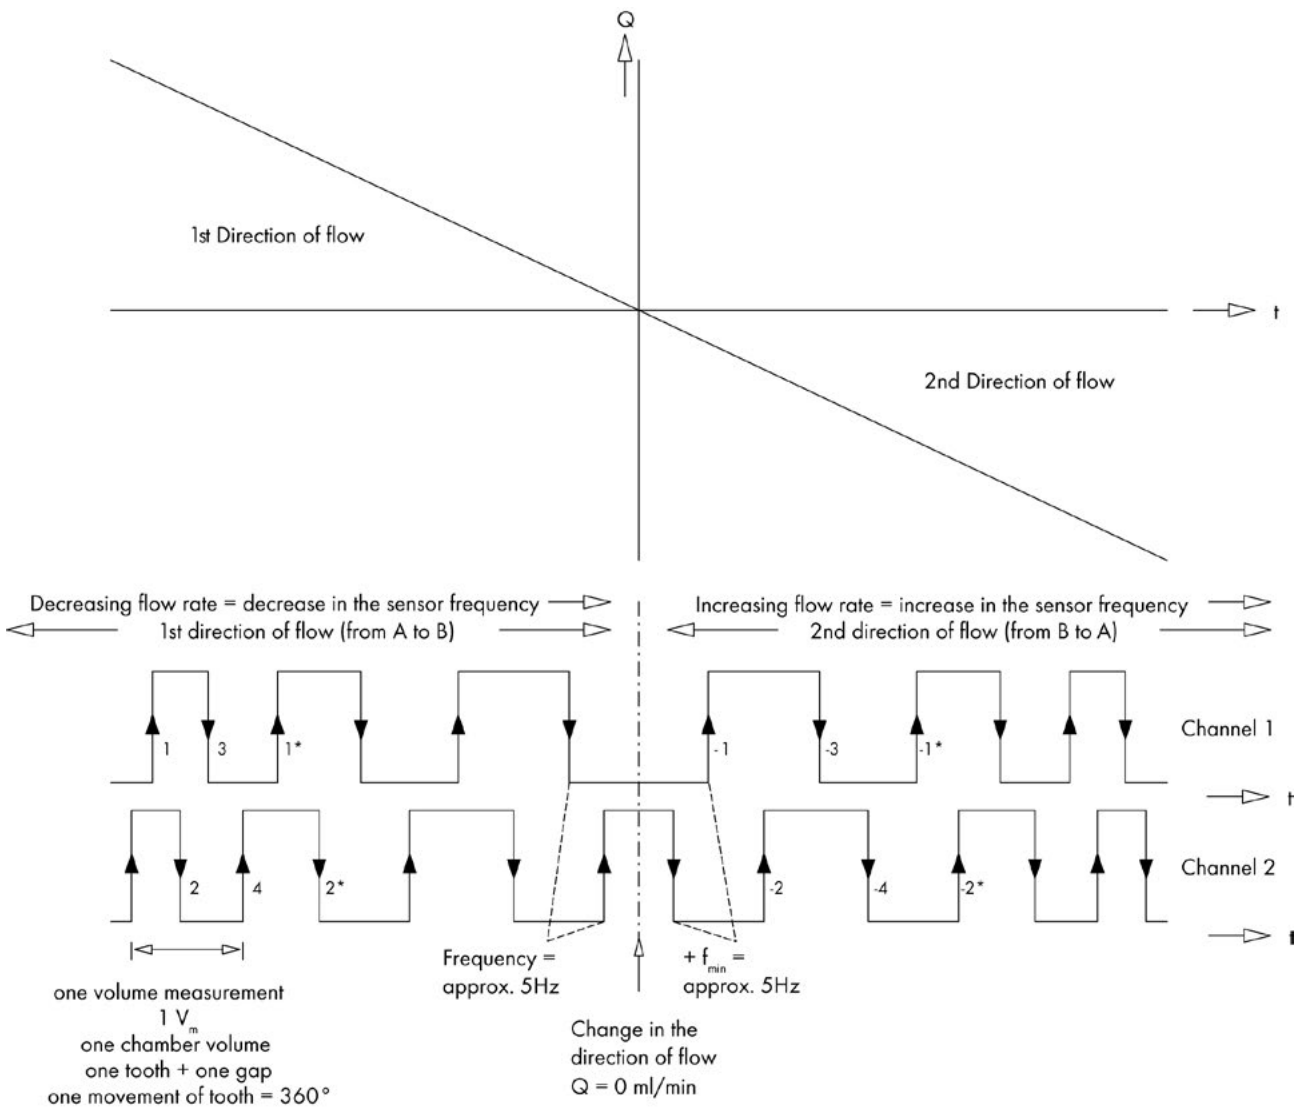 Q
1st Direction of flow
t
2nd Direction of flow
Decreasing flow rate = decrease in the sensor frequency
1st direction of flow (from A to B)
Increasing flow rate = increase in the sensor frequency
2nd direction of flow (from B to A)
1 3 1* -1 -3 -1* Channel 1
t
2 4 2* -2 -4 -2* Channel 2
t
one volume measurement
1 Vm
one chamber volume
one tooth + one gap
one movement of tooth = 360°
Frequency =
approx. 5Hz
+ fmin =
approx. 5Hz
Change in the
direction of flow
Q = 0 ml/min